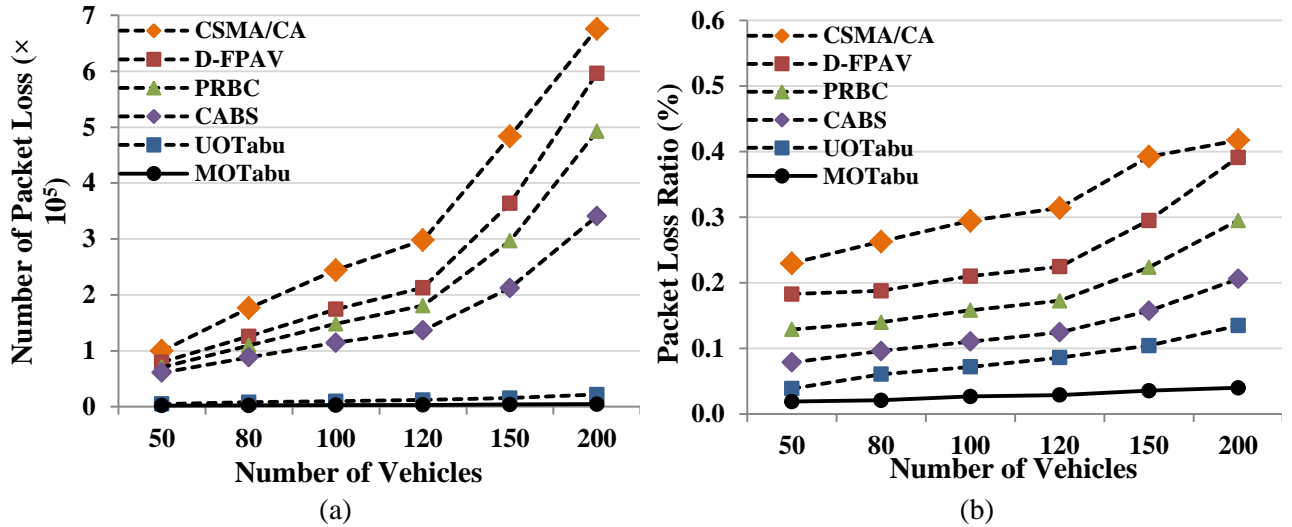 Number of Packet Loss (×
10⁵)
7
6
5
4
3
2
1
0
CSMA/CA
D-FPAV
PRBC
CABS
UOTabu
MOTabu
50 80 100 120 150 200
Number of Vehicles
(a)
Packet Loss Ratio (%)
0.6
0.5
0.4
0.3
0.2
0.1
0.0
CSMA/CA
D-FPAV
PRBC
CABS
UOTabu
MOTabu
50 80 100 120 150 200
Number of Vehicles
(b)